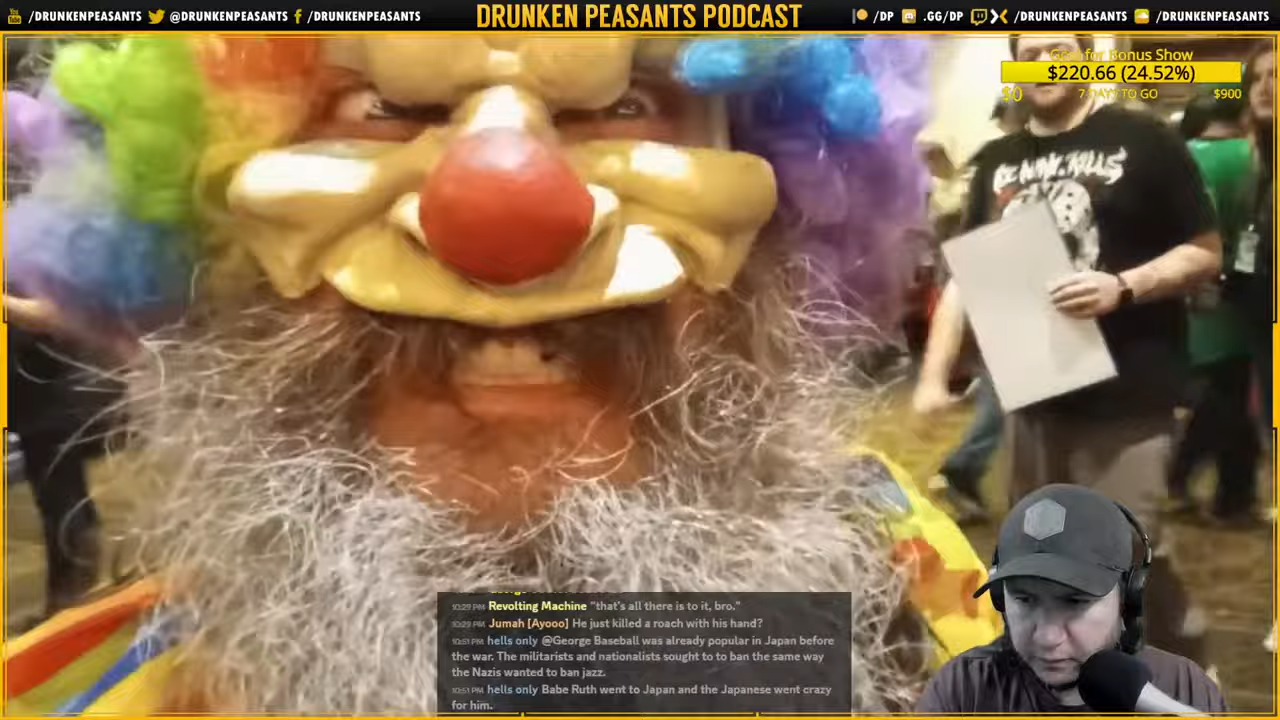 /DRUNKENPEASANTS @DRUNKENPEASANTS /DRUNKENPEASANTS DRUNKEN PEASANTS PODCAST /DP .GG/DP /DRUNKENPEASANTS /DRUNKENPEASANTS
Goal for Bonus Show
$220.66 (24.52%)
$0 7 DAYS TO GO $900
10:29 PM Revolting Machine "that's all there is to it, bro."
10:29 PM Jumah [Ayooo] He just killed a roach with his hand?
10:51 PM hells only @George Baseball was already popular in Japan before
the war. The militarists and nationalists sought to to ban the same way
the Nazis wanted to ban jazz.
10:51 PM hells only Babe Ruth went to Japan and the Japanese went crazy
for him.